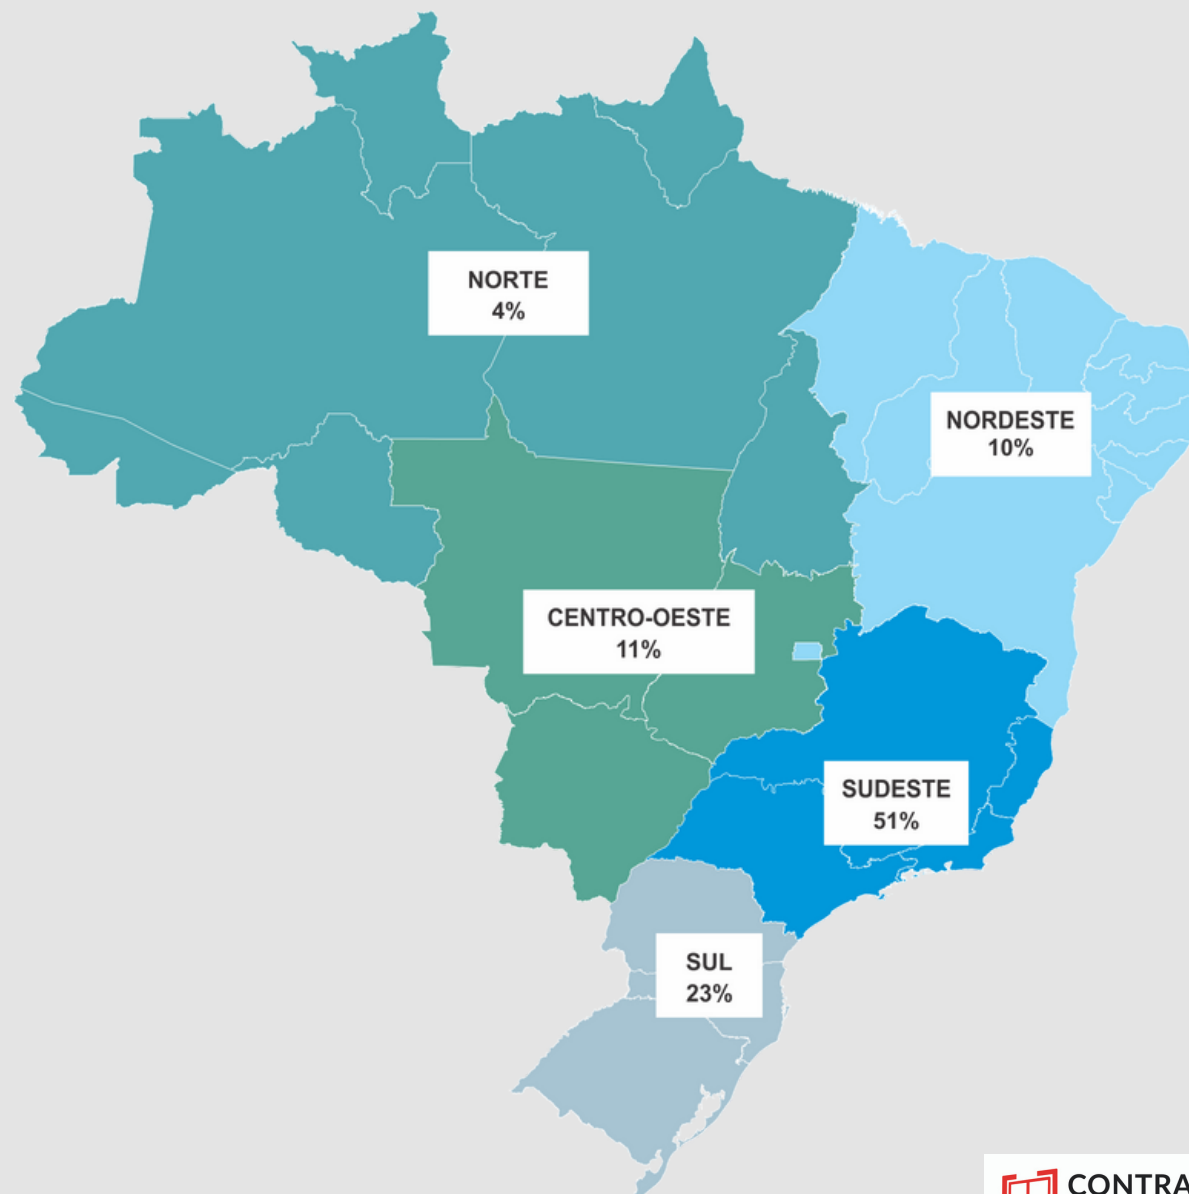 NORTE
4%
NORDESTE
10%
CENTRO-OESTE
11%
SUDESTE
51%
SUL
23%
CONTRA